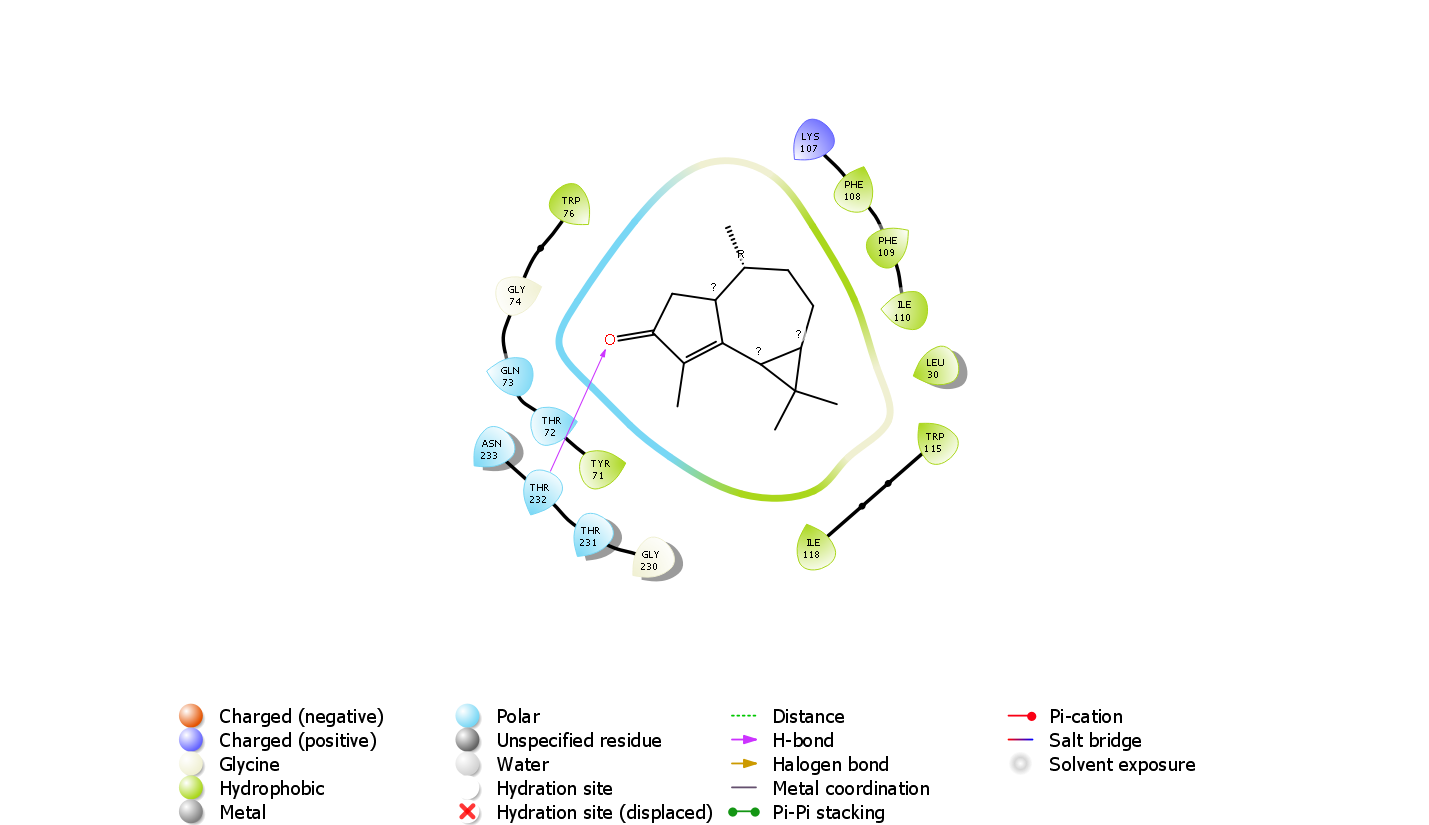 LYS
107
PHE
108
TRP
76
R
PHE
109
GLY
74
?
ILE
110
O
?
?
LEU
30
GLN
73
THR
72
ASN
233
TRP
115
TYR
71
THR
232
THR
231
ILE
118
GLY
230
Charged (negative)
Charged (positive)
Glycine
Hydrophobic
Metal
Polar
Unspecified residue
Water
Hydration site
Hydration site (displaced)
Distance
H-bond
Halogen bond
Metal coordination
Pi-Pi stacking
Pi-cation
Salt bridge
Solvent exposure